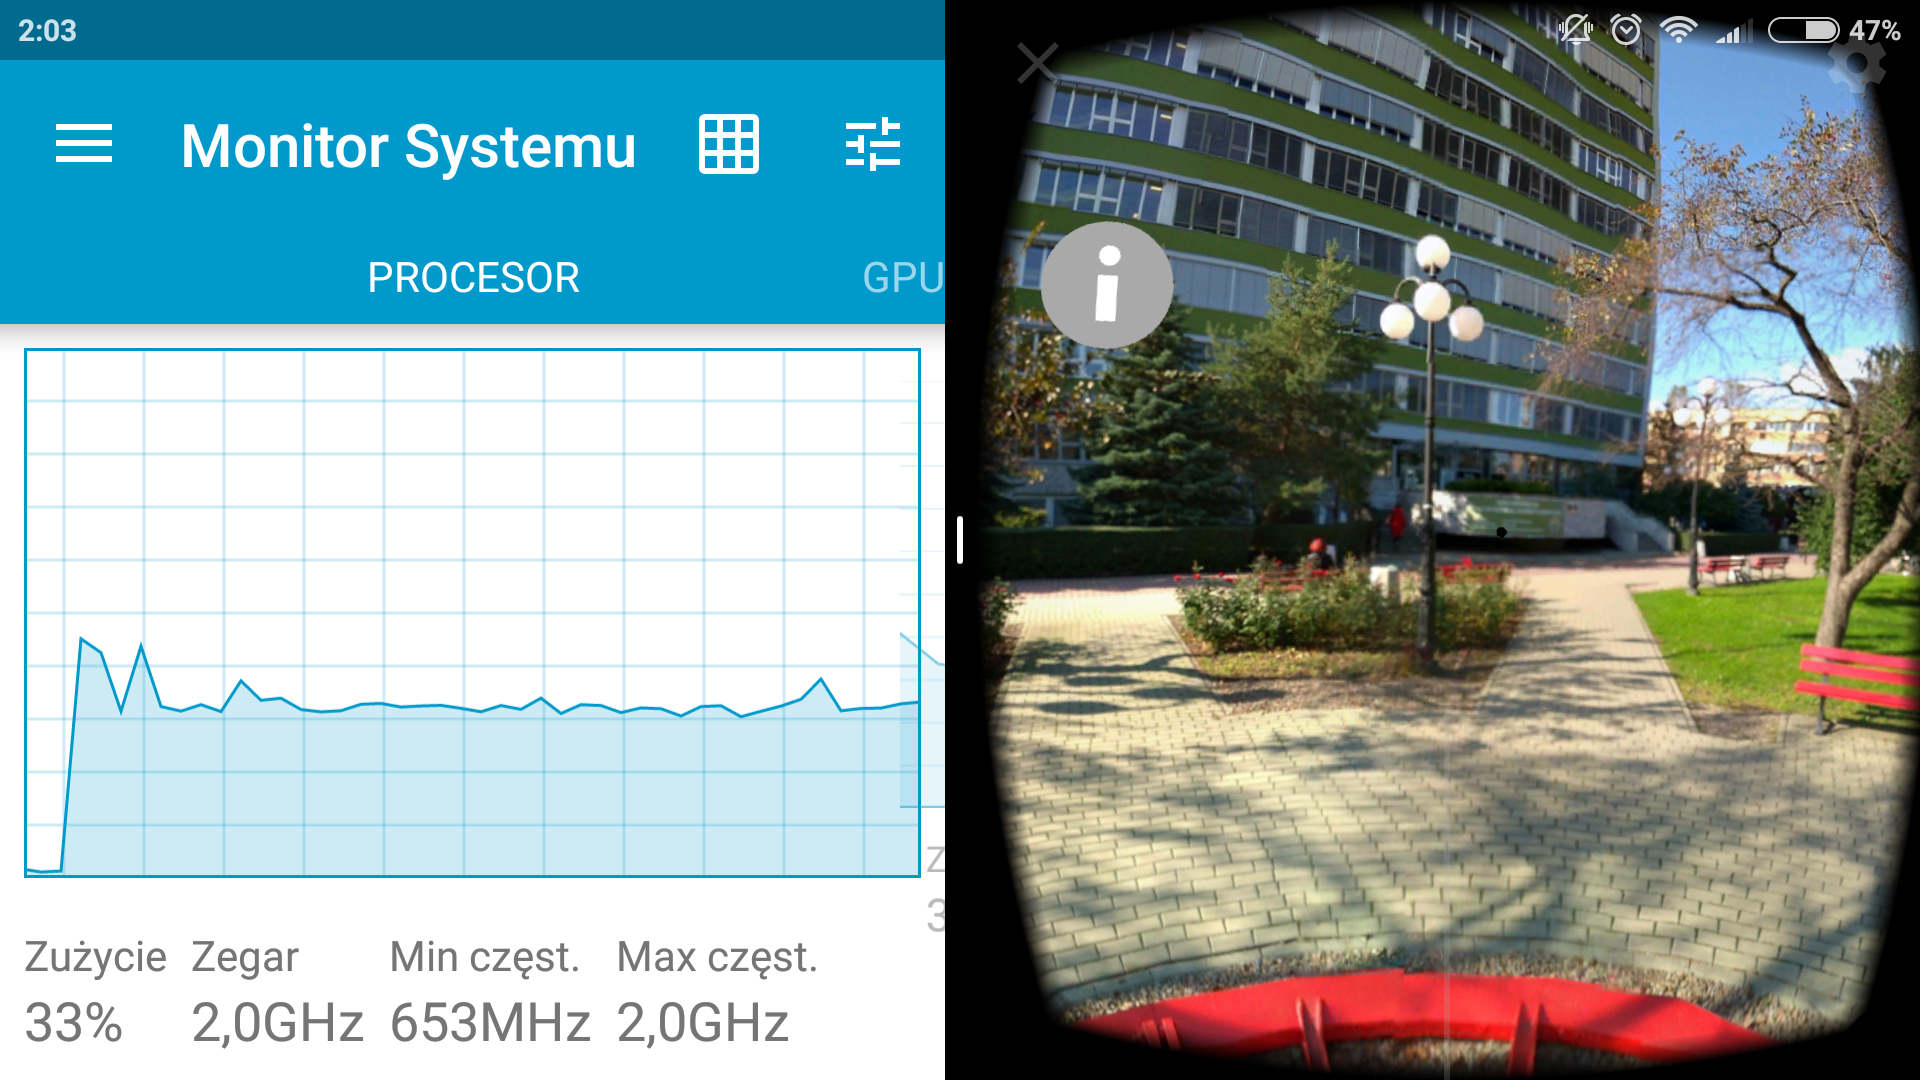 2:03
47%
Monitor Systemu
PROCESOR
GPU
Zużycie Zegar Min częst. Max częst.
33% 2,0GHz 653MHz 2,0GHz
Z
3